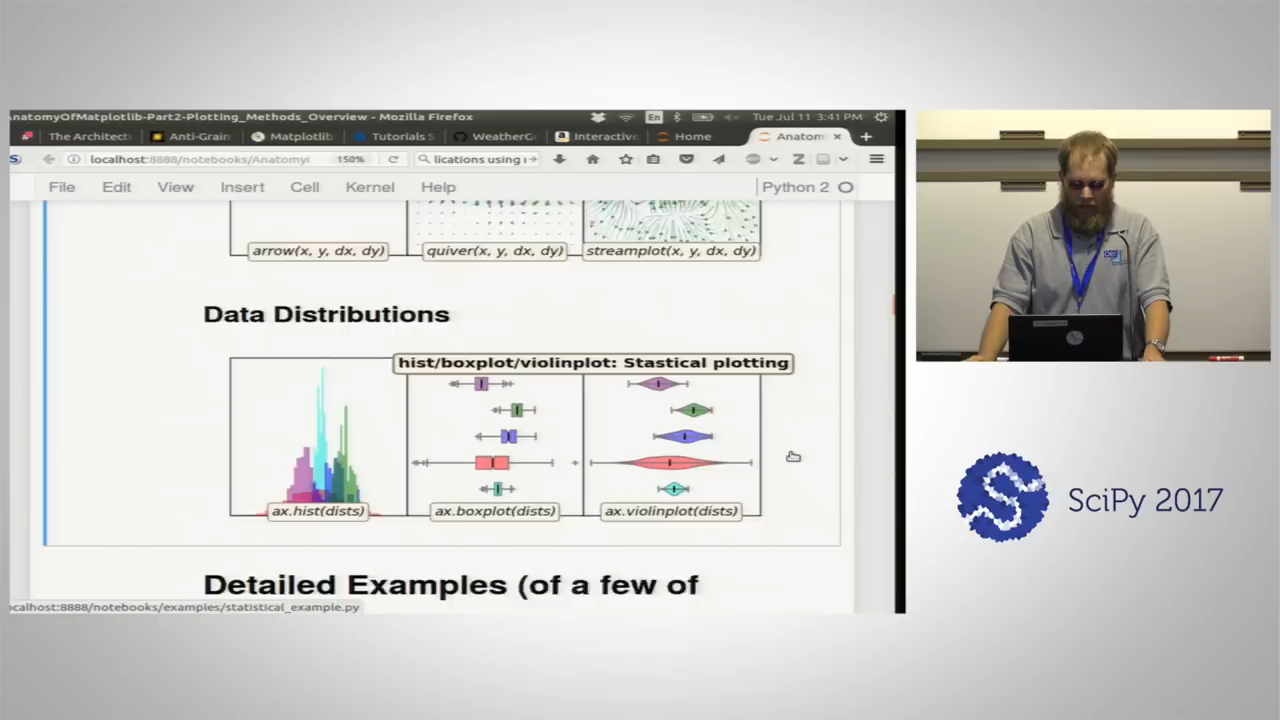 AnatomyOfMatplotlib-Part2-Plotting_Methods_Overview - Mozilla Firefox
En
Tue Jul 11 3:41 PM
The Architect
Anti-Grain
Matplotlib
Tutorials S
WeatherG
Interactive
Home
Anatom
localhost:8888/notebooks/Anatomy
150%
lications using
File Edit View Insert Cell Kernel Help
Python 2
arrow(x, y, dx, dy)
quiver(x, y, dx, dy)
streamplot(x, y, dx, dy)
Data Distributions
hist/boxplot/violinplot: Stastical plotting
ax.hist(dists)
ax.boxplot(dists)
ax.violinplot(dists)
Detailed Examples (of a few of
ocalhost:8888/notebooks/examples/statistical_example.py
SciPy 2017